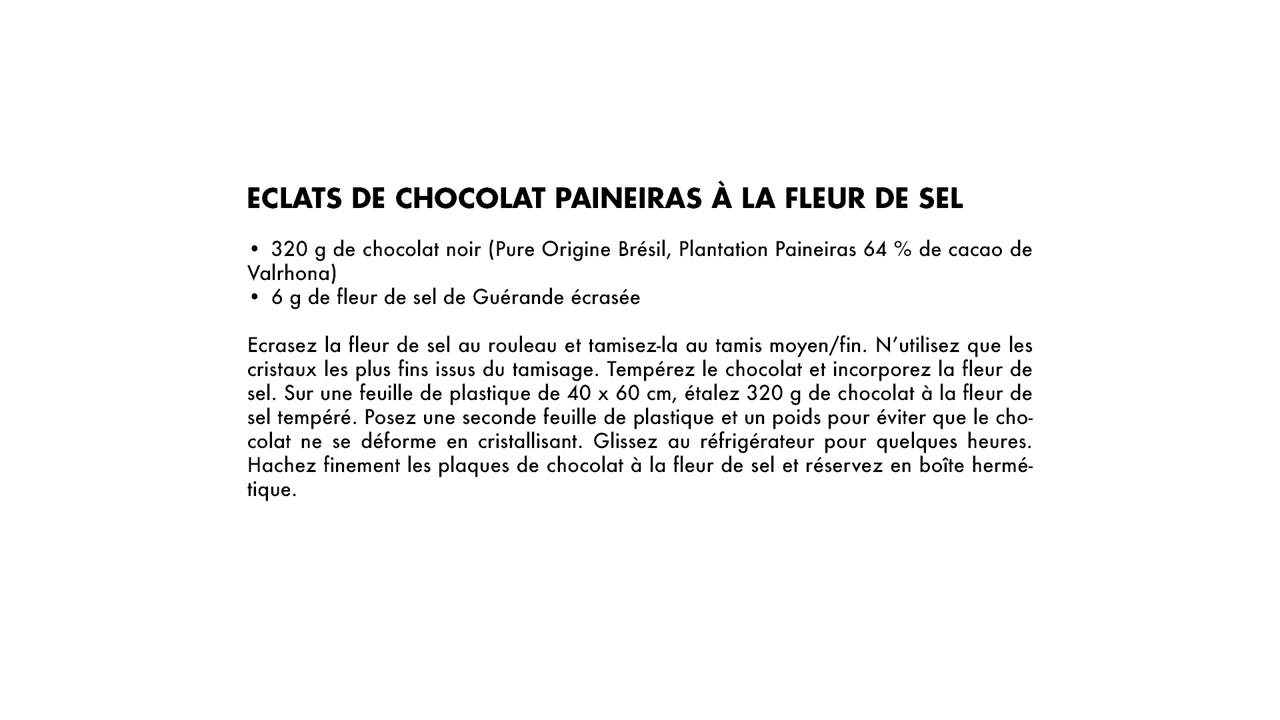 ECLATS DE CHOCOLAT PAINEIRAS À LA FLEUR DE SEL
• 320 g de chocolat noir (Pure Origine Brésil, Plantation Paineiras 64 % de cacao de
Valrhona)
• 6 g de fleur de sel de Guérande écrasée
Ecrasez la fleur de sel au rouleau et tamisez-la au tamis moyen/fin. N’utilisez que les
cristaux les plus fins issus du tamisage. Tempérez le chocolat et incorporez la fleur de
sel. Sur une feuille de plastique de 40 x 60 cm, étalez 320 g de chocolat à la fleur de
sel tempéré. Posez une seconde feuille de plastique et un poids pour éviter que le cho-
colat ne se déforme en cristallisant. Glissez au réfrigérateur pour quelques heures.
Hachez finement les plaques de chocolat à la fleur de sel et réservez en boîte hermé-
tique.